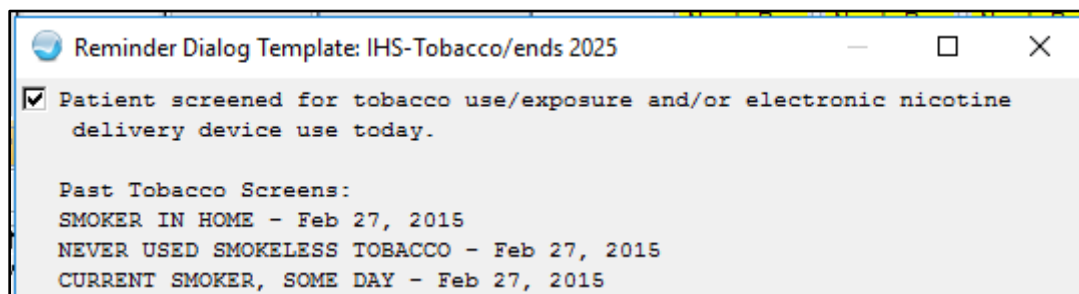 Reminder Dialog Template: IHS-Tobacco/ends 2025
Patient screened for tobacco use/exposure and/or electronic nicotine
delivery device use today.
Past Tobacco Screens:
SMOKER IN HOME - Feb 27, 2015
NEVER USED SMOKELESS TOBACCO - Feb 27, 2015
CURRENT SMOKER, SOME DAY - Feb 27, 2015